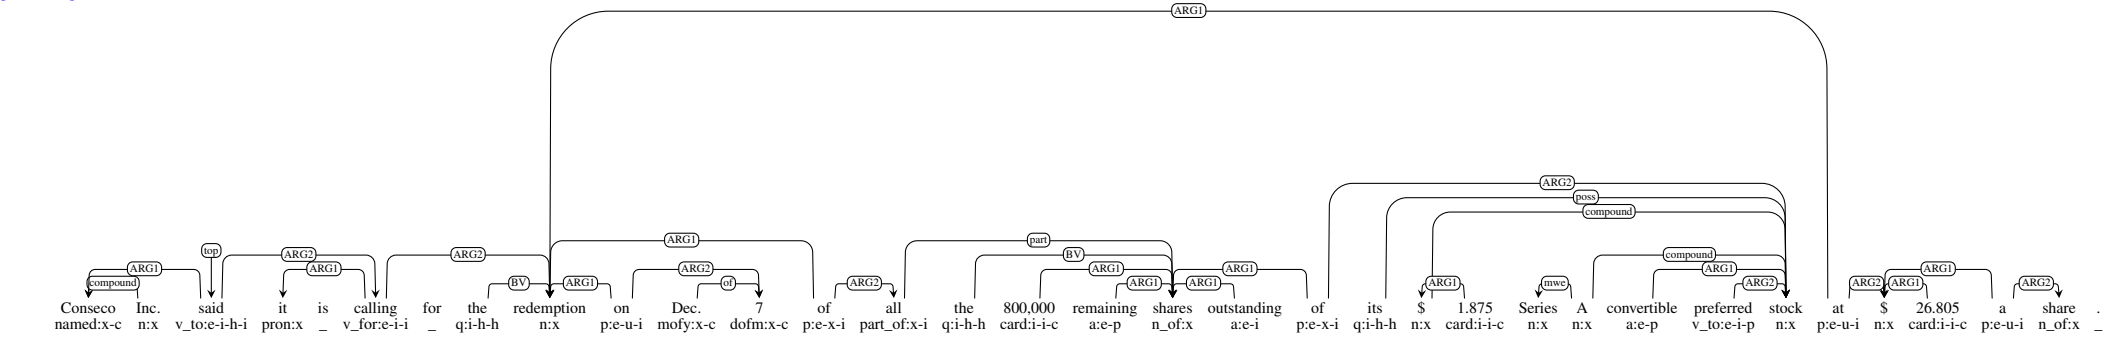 ARG1
ARG2
poss
compound
ARG1 part
top ARG2 ARG2 BV compound
ARG1 ARG1 ARG2 ARG1 ARG1 ARG1 ARG1
compound BV ARG1 of ARG2 ARG1 ARG1 ARG1 mwe ARG2 ARG2 ARG1 ARG2
Conseco Inc. said it is calling for the redemption on Dec. 7 of all the 800,000 remaining shares outstanding of its $ 1.875 Series A convertible preferred stock at $ 26.805 a share .
named:x-c n:x v_to:e-i-h-i pron:x _ v_for:e-i-i _ q:i-h-h n:x p:e-u-i mofy:x-c dofm:x-c p:e-x-i part_of:x-i q:i-h-h card:i-i-c a:e-p n_of:x a:e-i p:e-x-i q:i-h-h n:x card:i-i-c n:x n:x a:e-p v_to:e-i-p n:x p:e-u-i n:x card:i-i-c p:e-u-i n_of:x _